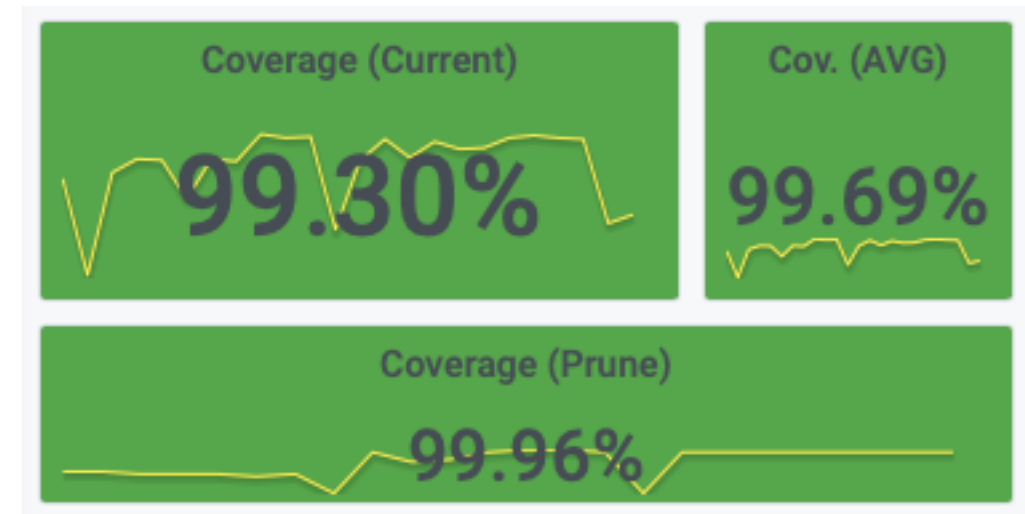 Coverage (Current)
99.30%
Cov. (AVG)
99.69%
Coverage (Prune)
99.96%